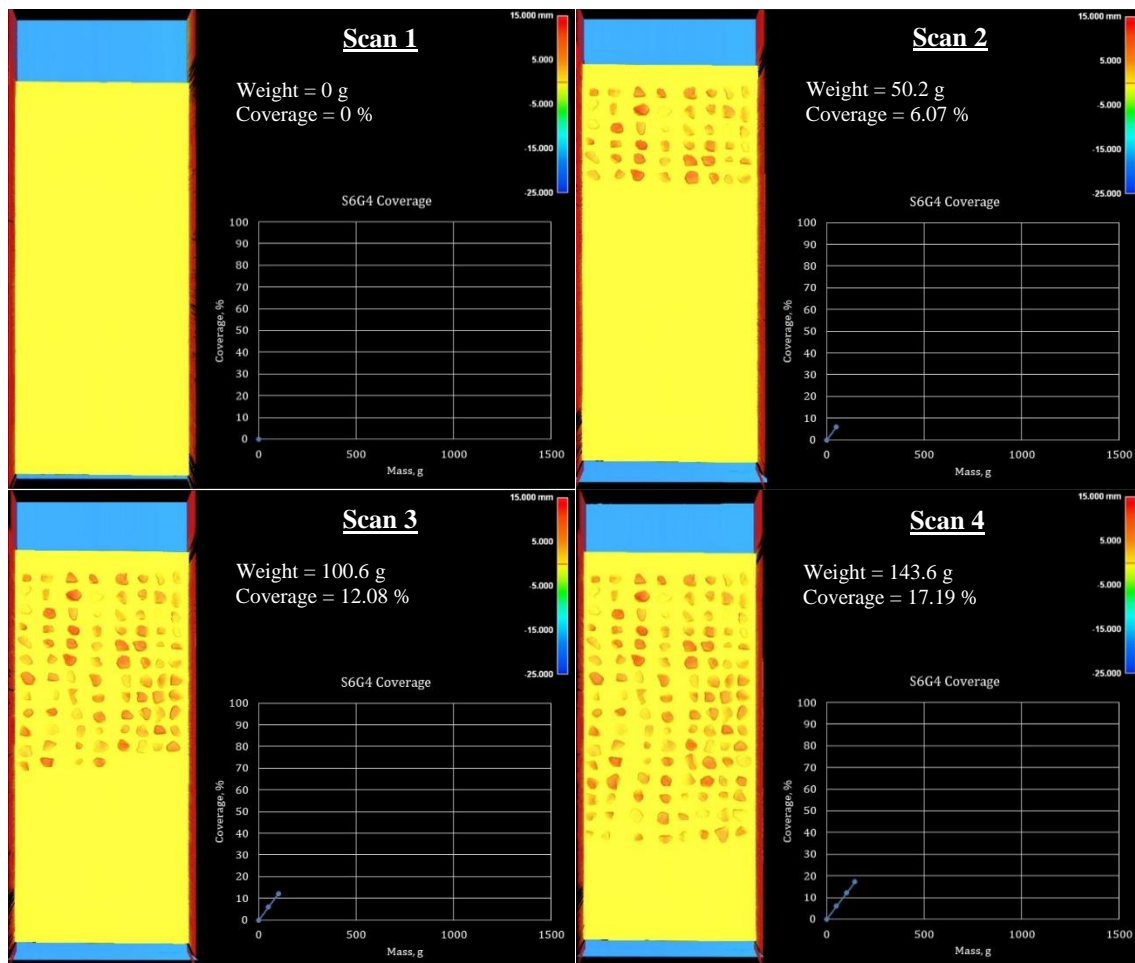 Scan 1
Weight = 0 g
Coverage = 0 %
15.000 mm
5.000
-5.000
-15.000
-25.000
S6G4 Coverage
Coverage, %
100
90
80
70
60
50
40
30
20
10
0
0 500 1000 1500
Mass, g
Scan 2
Weight = 50.2 g
Coverage = 6.07 %
15.000 mm
5.000
-5.000
-15.000
-25.000
S6G4 Coverage
Coverage, %
100
90
80
70
60
50
40
30
20
10
0
0 500 1000 1500
Mass, g
Scan 3
Weight = 100.6 g
Coverage = 12.08 %
15.000 mm
5.000
-5.000
-15.000
-25.000
S6G4 Coverage
Coverage, %
100
90
80
70
60
50
40
30
20
10
0
0 500 1000 1500
Mass, g
Scan 4
Weight = 143.6 g
Coverage = 17.19 %
15.000 mm
5.000
-5.000
-15.000
-25.000
S6G4 Coverage
Coverage, %
100
90
80
70
60
50
40
30
20
10
0
0 500 1000 1500
Mass, g